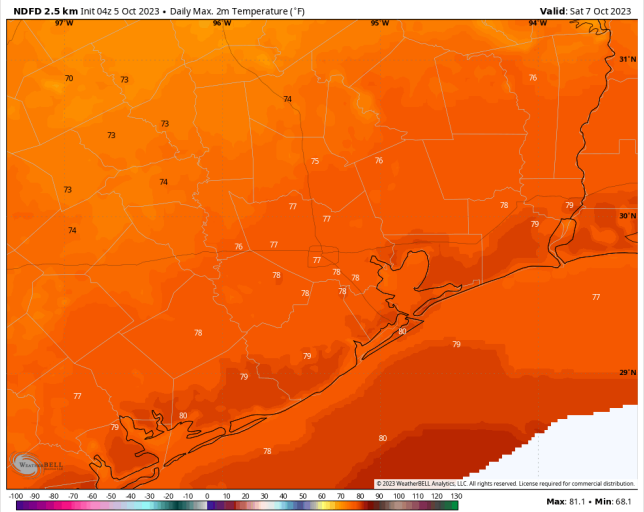 NDFD 2.5 km Init 04z 5 Oct 2023 • Daily Max. 2m Temperature (°F)
Valid: Sat 7 Oct 2023
97°W 96°W 95°W 94°W
31°N
70 73 76
74
73
73
75 76
73 74
77 78 79
77
30°N
79
74
76 77
77
78 78 78
78 78
77
78 80
79
79
29°N
79
77
80
79
80
78
WeatherBELL
© 2023 WeatherBELL Analytics, LLC. License required for commercial distribution.
-100 -90 -80 -70 -60 -50 -40 -30 -20 -10 0 10 20 30 40 50 60 70 80 90 100 110 120 130
Max: 81.1 • Min: 68.1